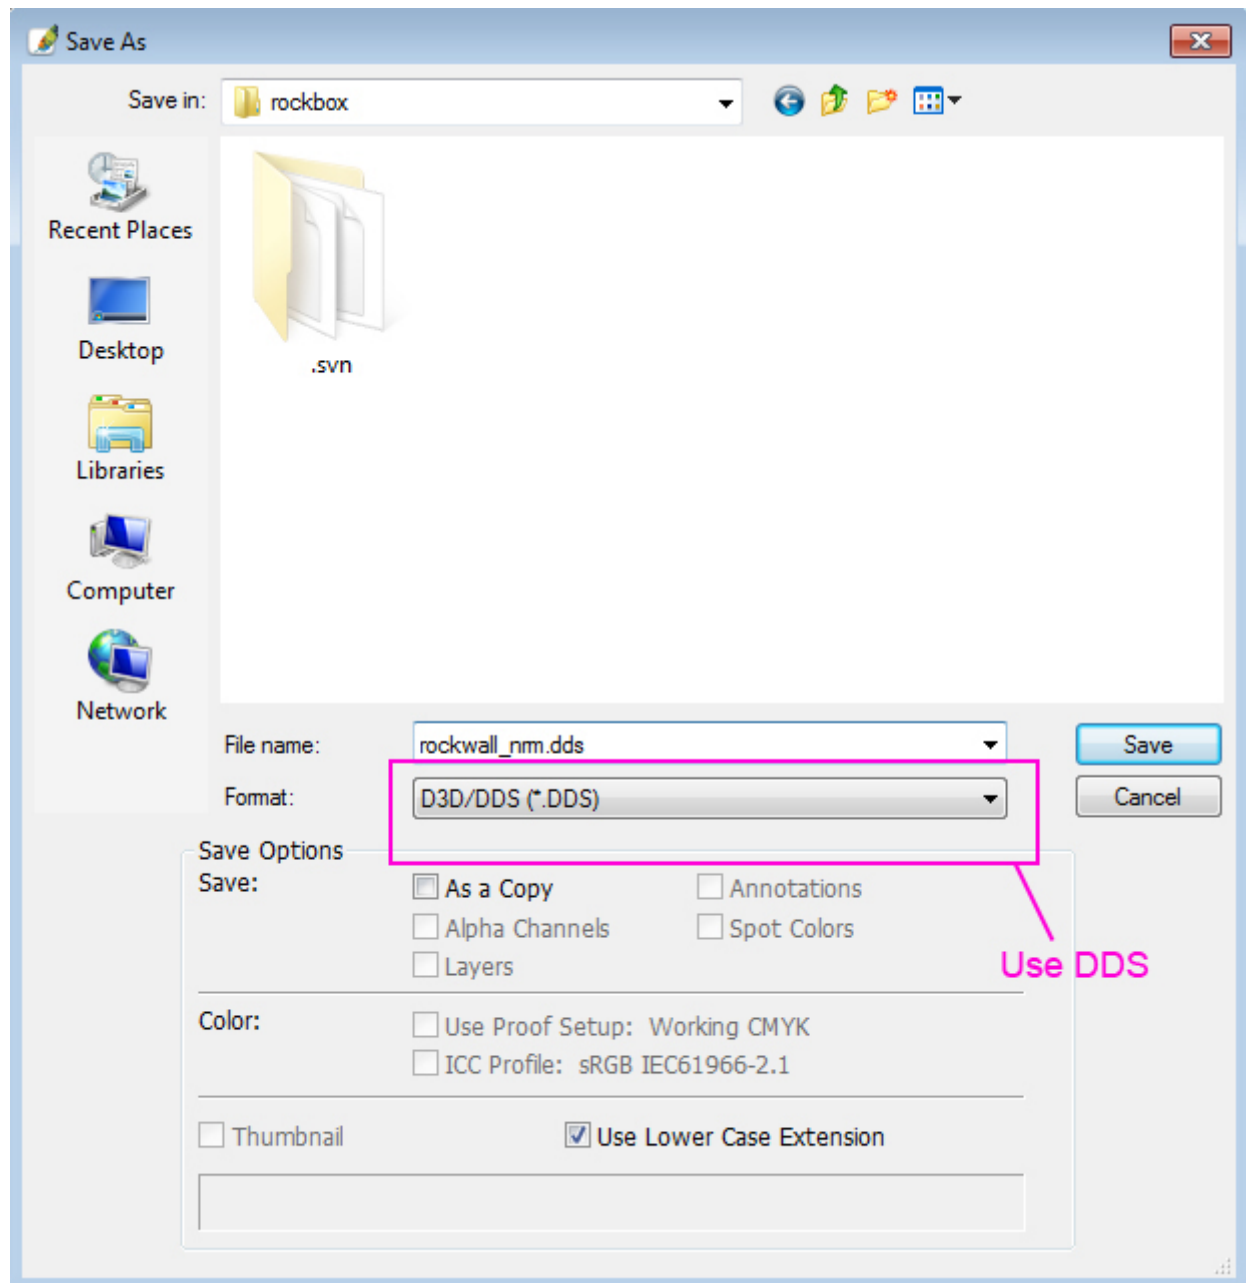 Save As
Save in: rockbox
Recent Places
Desktop
Libraries
Computer
Network
.svn
File name: rockwall_nrm.dds Save
Format: D3D/DDS (*.DDS) Cancel
Save Options
Save: As a Copy Annotations
Alpha Channels Spot Colors
Layers
Use DDS
Color: Use Proof Setup: Working CMYK
ICC Profile: sRGB IEC61966-2.1
Thumbnail Use Lower Case Extension